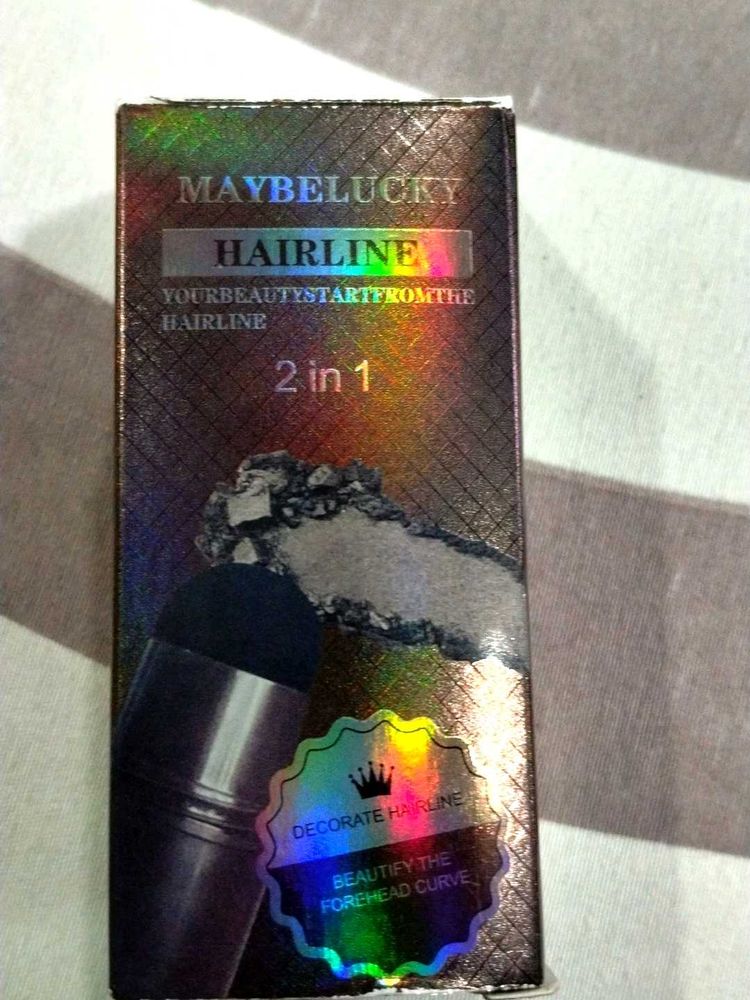 MAYBELUCKY
HAIRLINE
YOURBEAUTYSTARTFROMTHE
HAIRLINE
2 in 1
DECORATE HAIRLINE
BEAUTIFY THE
FOREHEAD CURVE